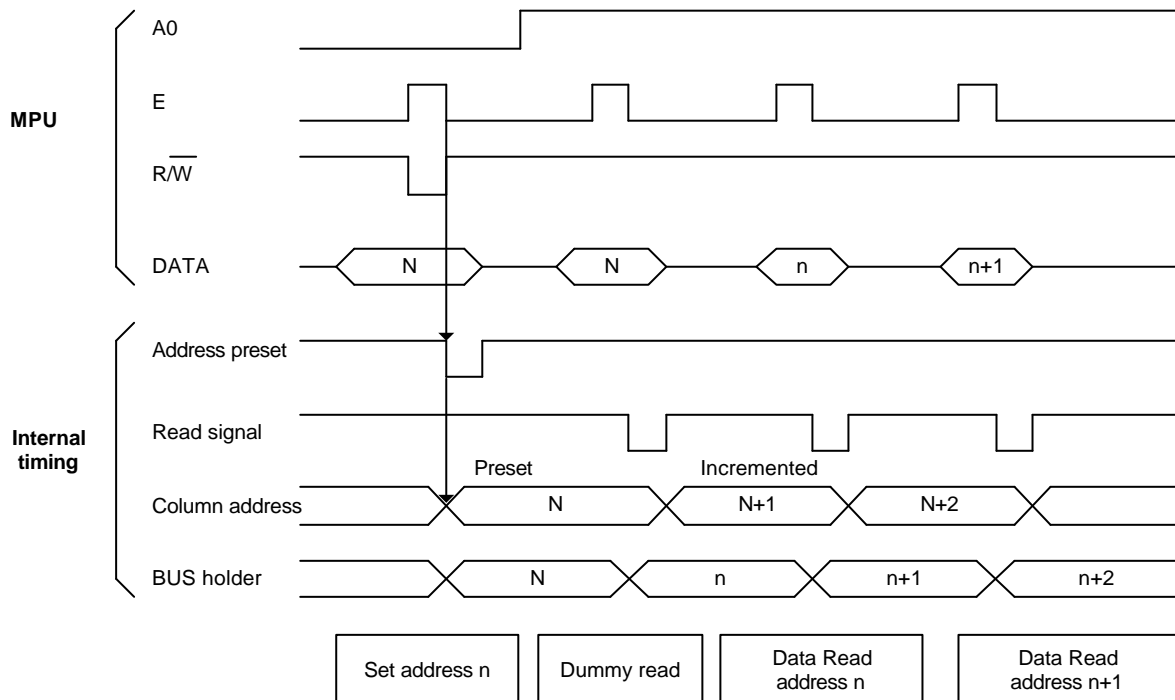 A0
E
MPU
R/W
DATA
N
N
n
n+1
Address preset
Read signal
Internal
timing
Preset
Incremented
Column address
N
N+1
N+2
BUS holder
N
n
n+1
n+2
Set address n
Dummy read
Data Read
address n
Data Read
address n+1